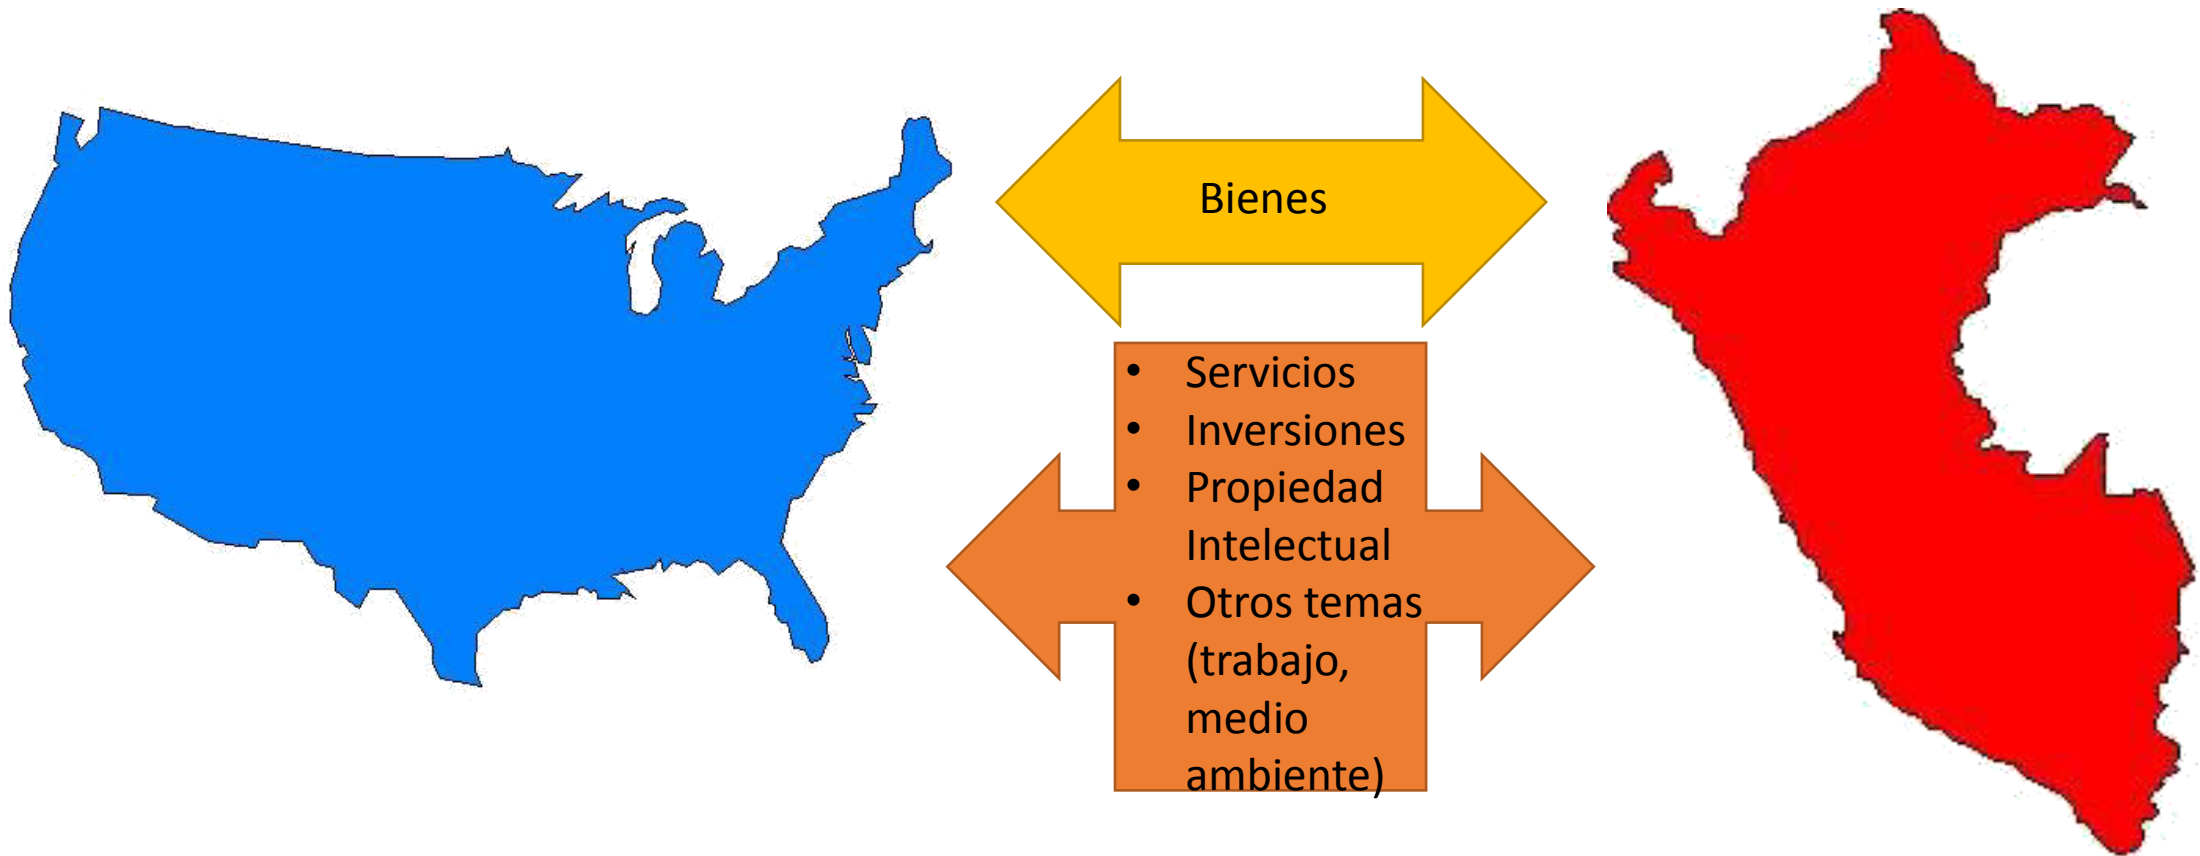 Bienes
• Servicios
• Inversiones
• Propiedad
Intelectual
• Otros temas
(trabajo,
medio
ambiente)